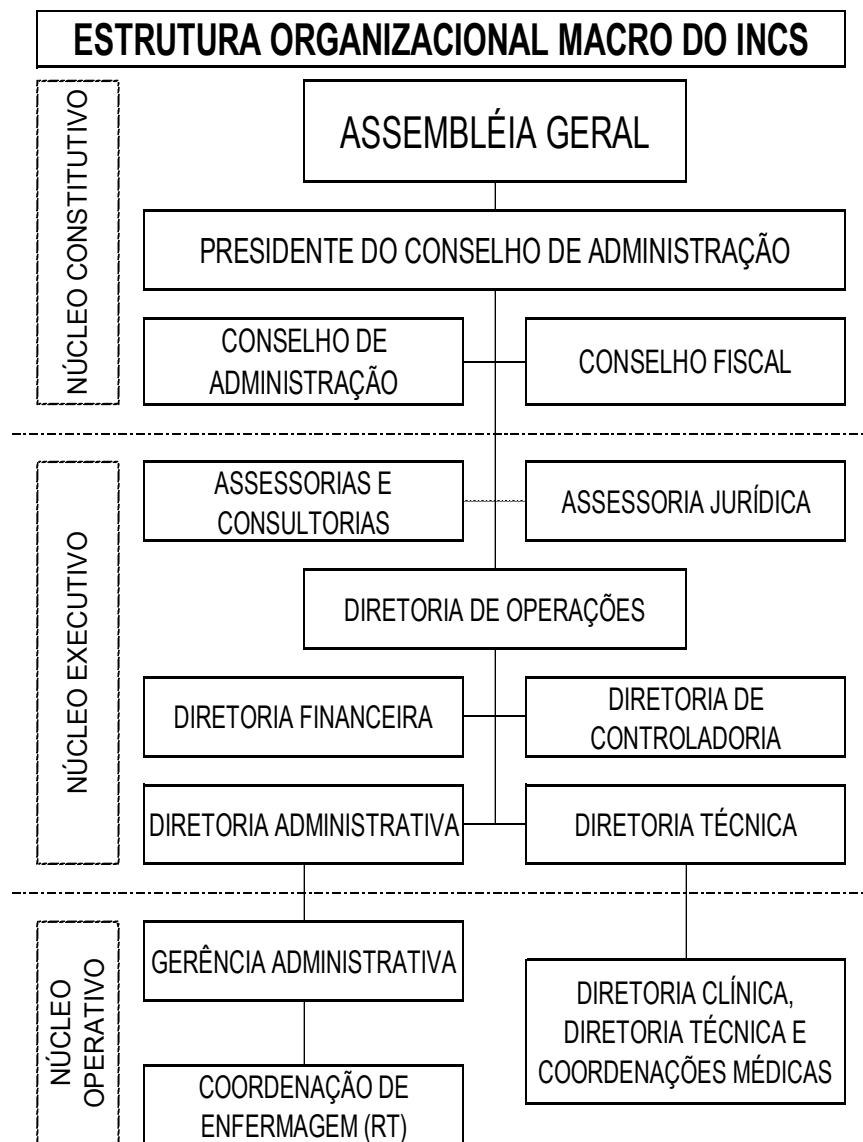 ESTRUTURA ORGANIZACIONAL MACRO DO INCS
NÚCLEO CONSTITUTIVO
ASSEMBLÉIA GERAL
PRESIDENTE DO CONSELHO DE ADMINISTRAÇÃO
CONSELHO DE
ADMINISTRAÇÃO
CONSELHO FISCAL
NÚCLEO EXECUTIVO
ASSESSORIAS E
CONSULTORIAS
ASSESSORIA JURÍDICA
DIRETORIA DE OPERAÇÕES
DIRETORIA FINANCEIRA
DIRETORIA DE
CONTROLADORIA
DIRETORIA ADMINISTRATIVA
DIRETORIA TÉCNICA
NÚCLEO
OPERATIVO
GERÊNCIA ADMINISTRATIVA
DIRETORIA CLÍNICA,
DIRETORIA TÉCNICA E
COORDENAÇÕES MÉDICAS
COORDENAÇÃO DE
ENFERMAGEM (RT)